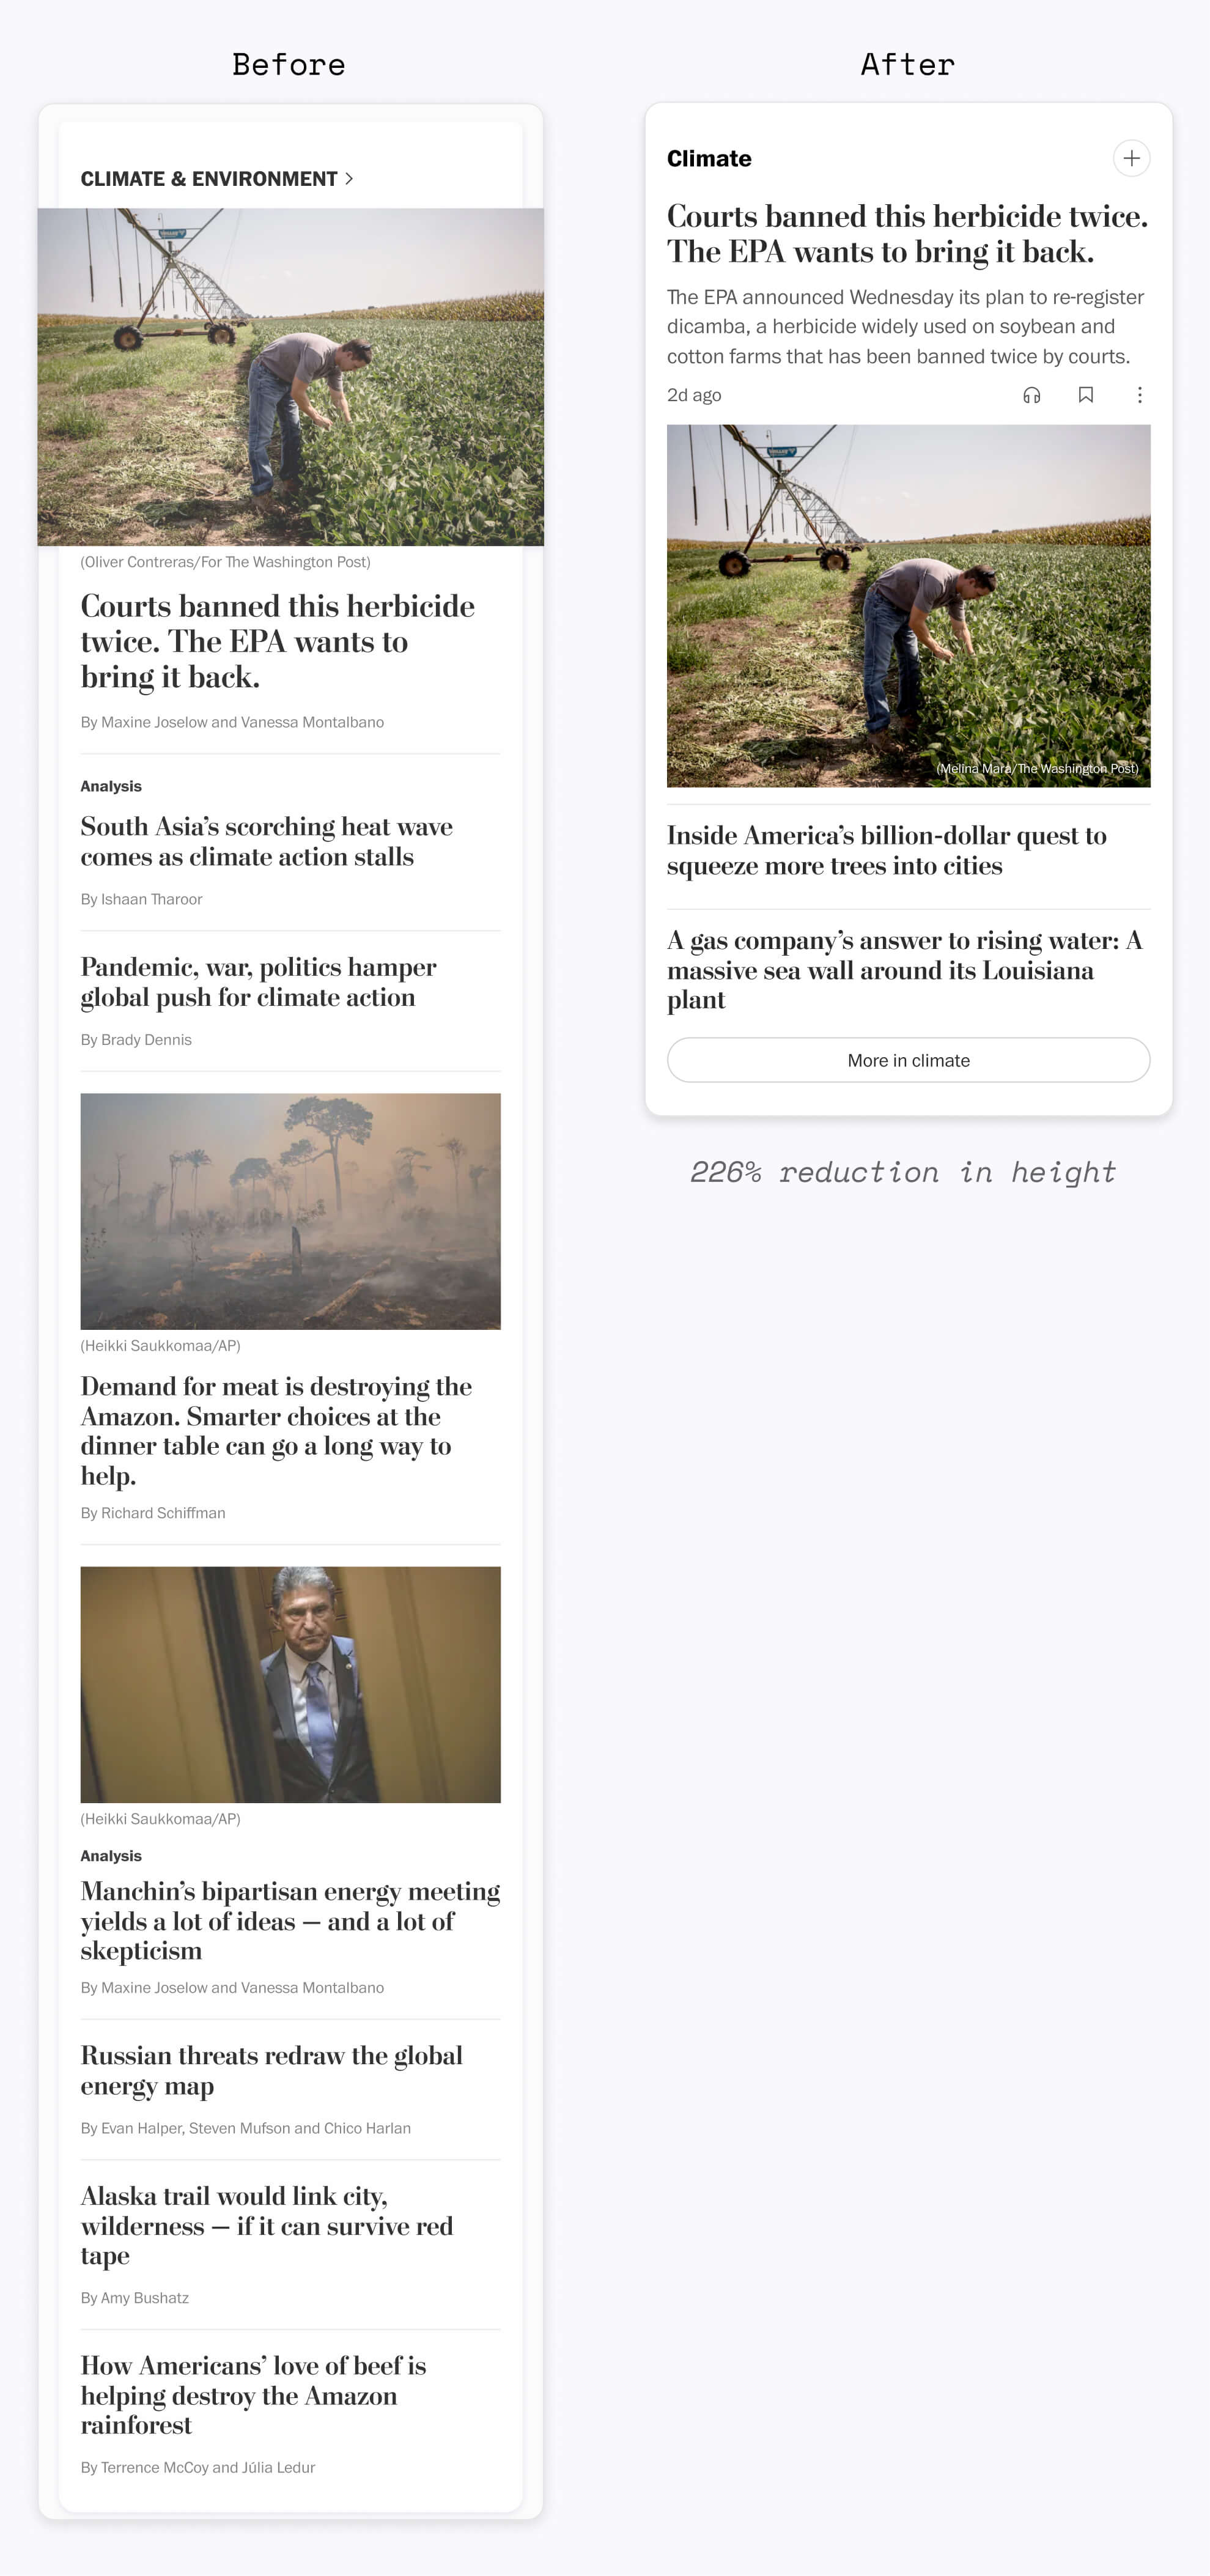 Before
CLIMATE & ENVIRONMENT
(Oliver Contreras/For The Washington Post)
Courts banned this herbicide
twice. The EPA wants to
bring it back.
By Maxine Joselow and Vanessa Montalbano
Analysis
South Asia’s scorching heat wave
comes as climate action stalls
By Ishaan Tharoor
Pandemic, war, politics hamper
global push for climate action
By Brady Dennis
(Heikki Saukkomaa/AP)
Demand for meat is destroying the
Amazon. Smarter choices at the
dinner table can go a long way to
help.
By Richard Schiffman
(Heikki Saukkomaa/AP)
Analysis
Manchin’s bipartisan energy meeting
yields a lot of ideas — and a lot of
skepticism
By Maxine Joselow and Vanessa Montalbano
Russian threats redraw the global
energy map
By Evan Halper, Steven Mufson and Chico Harlan
Alaska trail would link city,
wilderness — if it can survive red
tape
By Amy Bushatz
How Americans’ love of beef is
helping destroy the Amazon
rainforest
By Terrence McCoy and Júlia Ledur
After
Climate
Courts banned this herbicide twice.
The EPA wants to bring it back.
The EPA announced Wednesday its plan to re-register
dicamba, a herbicide widely used on soybean and
cotton farms that has been banned twice by courts.
2d ago
(Melina Mara/The Washington Post)
Inside America’s billion-dollar quest to
squeeze more trees into cities
A gas company’s answer to rising water: A
massive sea wall around its Louisiana
plant
More in climate
226% reduction in height